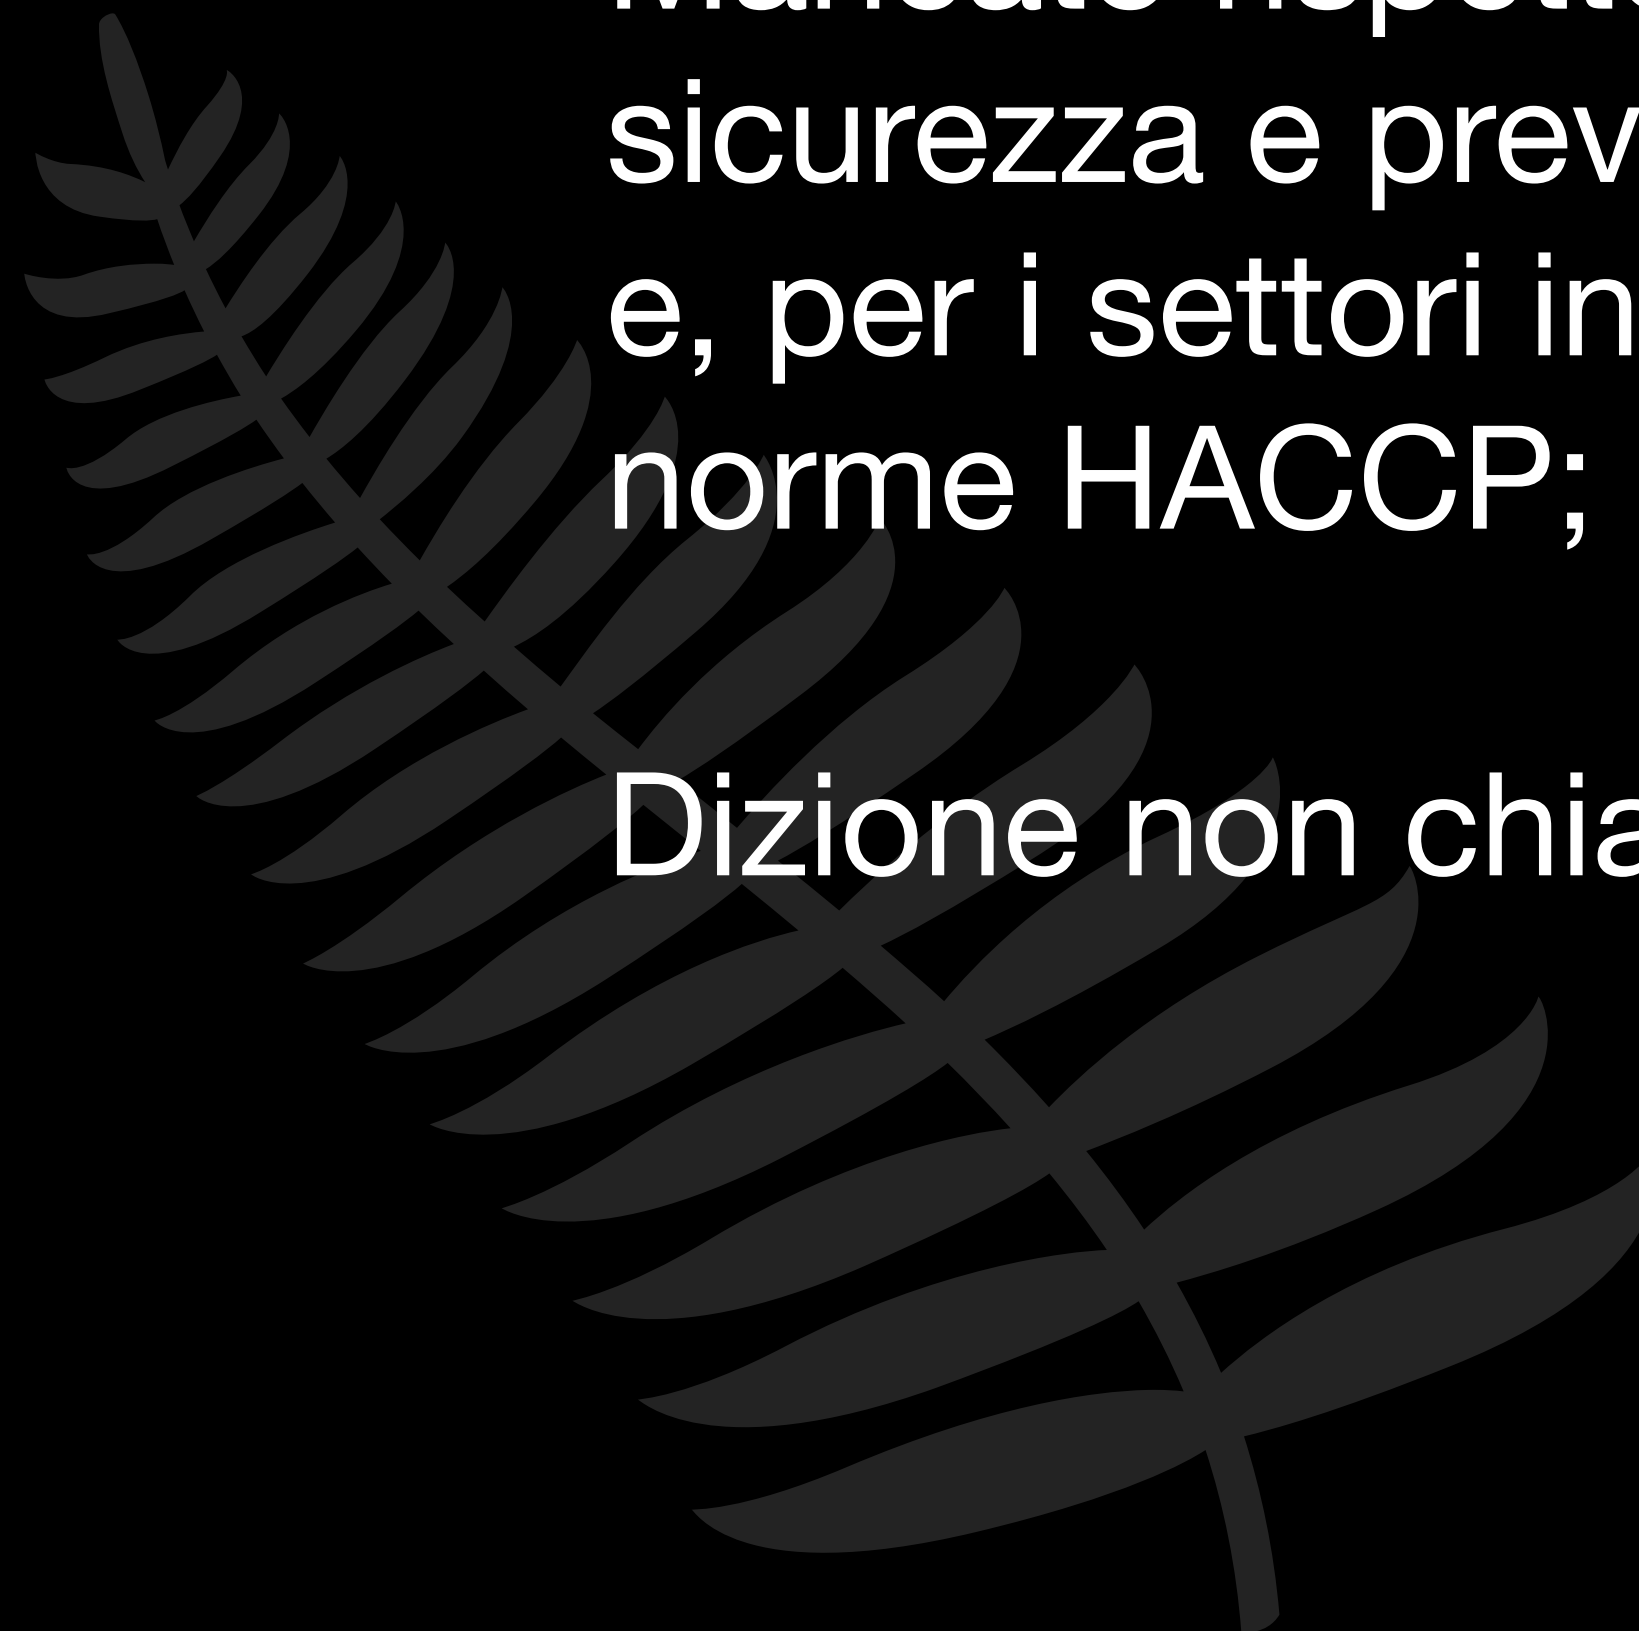 sicurezza e prev
e, per i settori in
norme HACCP;
Dizione non chia